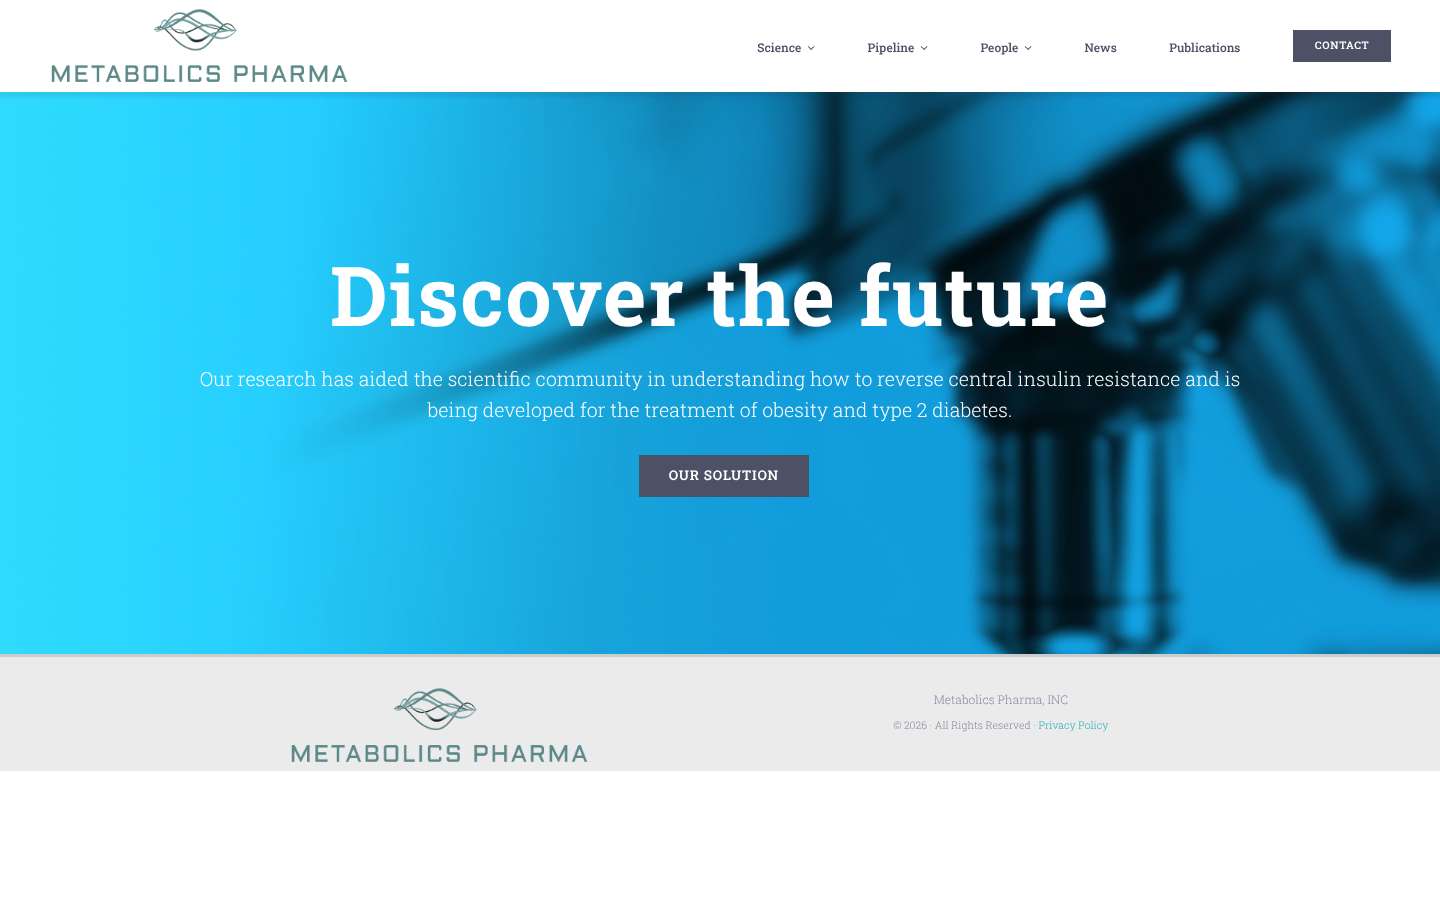 METABOLICS PHARMA
Science
Pipeline
People
News
Publications
CONTACT
Discover the future
Our research has aided the scientific community in understanding how to reverse central insulin resistance and is
being developed for the treatment of obesity and type 2 diabetes.
OUR SOLUTION
METABOLICS PHARMA
Metabolics Pharma, INC
© 2026 · All Rights Reserved · Privacy Policy